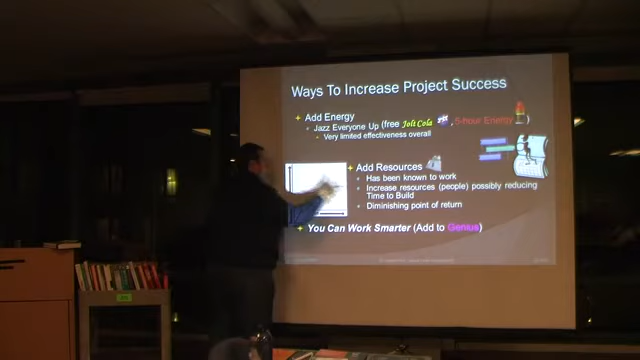 Ways To Increase Project Success
+ Add Energy
Jazz Everyone Up (free Jolt Cola , 5-hour Energy )
Very limited effectiveness overall
+ Add Resources
Has been known to work
Increase resources (people) possibly reducing
Time to Build
Diminishing point of return
+ You Can Work Smarter (Add to Genius)